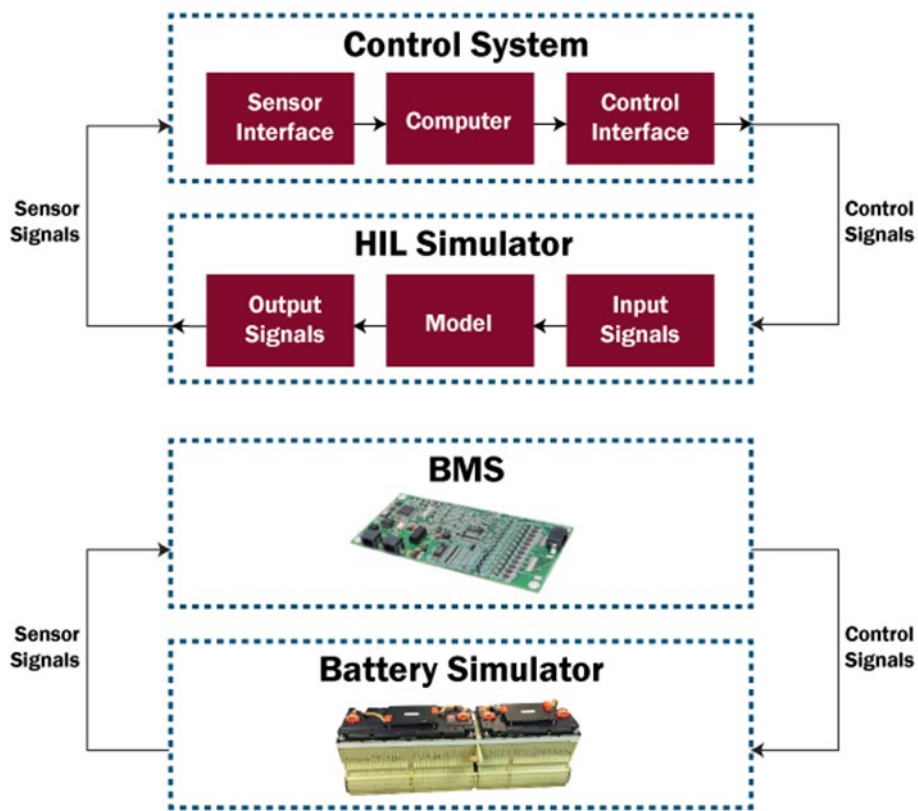 Control System
Sensor
Interface
Computer
Control
Interface
Sensor
Signals
Control
Signals
HIL Simulator
Output
Signals
Model
Input
Signals
BMS
Sensor
Signals
Control
Signals
Battery Simulator